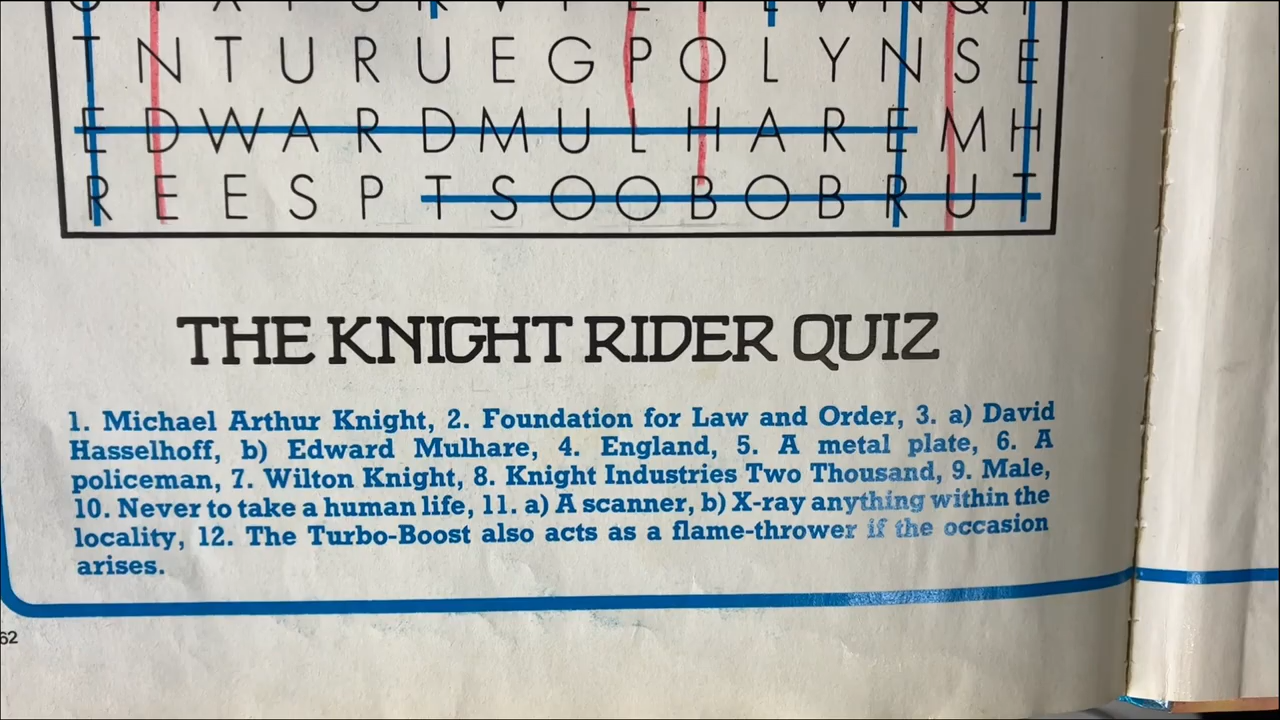 T N T U R U E G P O L Y N S E
E D W A R D M U L H A R E M H
R E E S P T S O O B O B R U T
THE KNIGHT RIDER QUIZ
1. Michael Arthur Knight, 2. Foundation for Law and Order, 3. a) David
Hasselhoff, b) Edward Mulhare, 4. England, 5. A metal plate, 6. A
policeman, 7. Wilton Knight, 8. Knight Industries Two Thousand, 9. Male,
10. Never to take a human life, 11. a) A scanner, b) X-ray anything within the
locality, 12. The Turbo-Boost also acts as a flame-thrower if the occasion
arises.
62